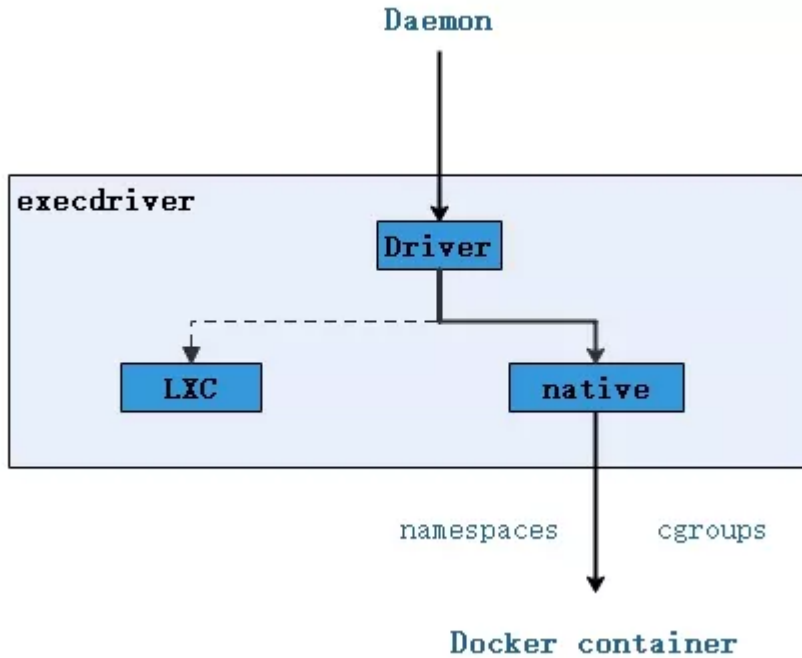 Daemon
execdriver
Driver
LXC
native
namespaces cgroups
Docker container